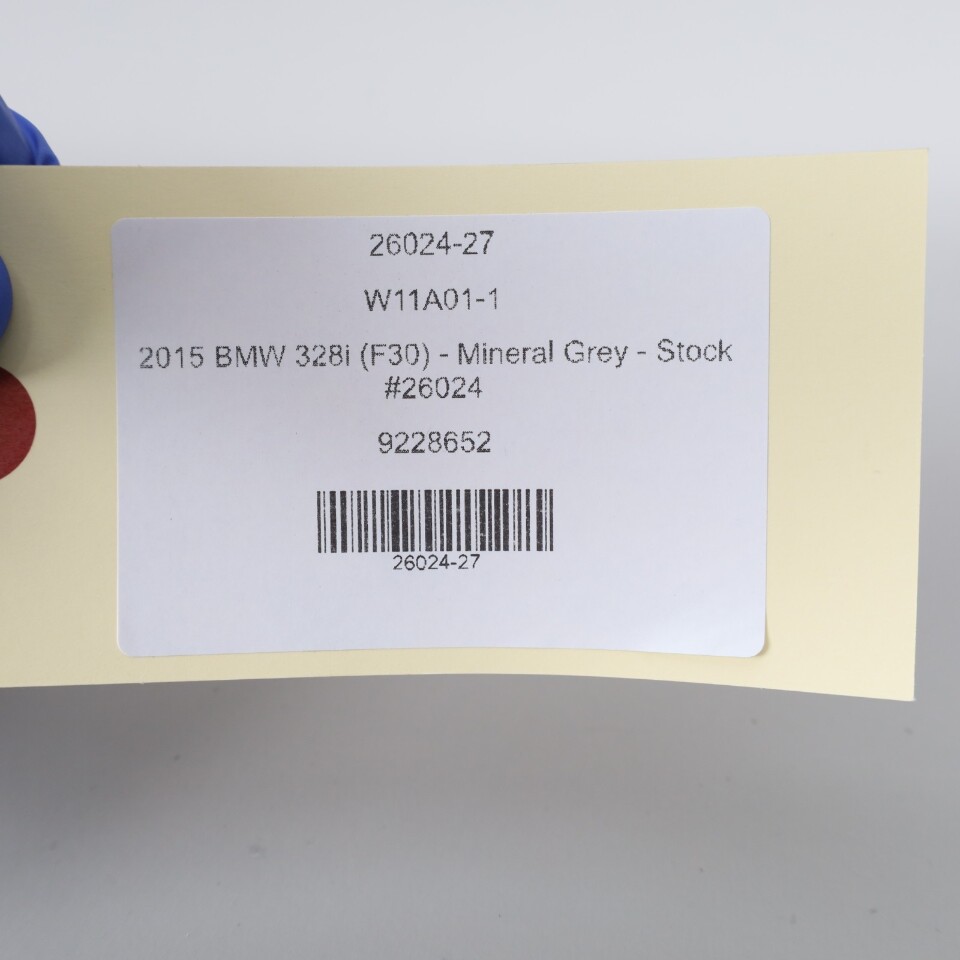 26024-27
W11A01-1
2015 BMW 328i (F30) - Mineral Grey - Stock
#26024
9228652
26024-27